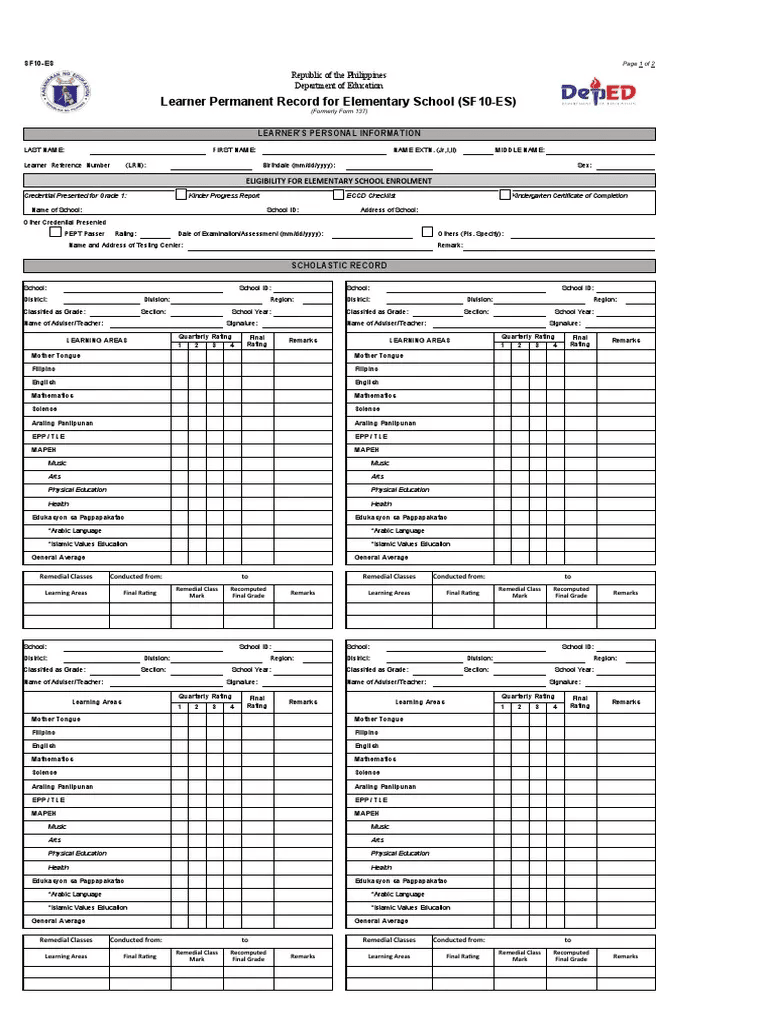 SF10-ES
Page 1 of 2
Republic of the Philippines
Department of Education
Learner Permanent Record for Elementary School (SF10-ES)
(Formerly Form 137)
DepED
DEPARTMENT OF EDUCATION
LEARNER'S PERSONAL INFORMATION
LAST NAME: FIRST NAME: NAME EXTN. (Jr,I,II) MIDDLE NAME:
Learner Reference Number (LRN): Birthdate (mm/dd/yyyy): Sex:
ELIGIBILITY FOR ELEMENTARY SCHOOL ENROLMENT
Credential Presented for Grade 1: Kinder Progress Report ECCD Checklist Kindergarten Certificate of Completion
Name of School: School ID: Address of School:
Other Credential Presented
PEPT Passer Rating: Date of Examination/Assessment (mm/dd/yyyy): Others (Pls. Specify):
Name and Address of Testing Center: Remark:
SCHOLASTIC RECORD
School: School ID:
District: Division: Region:
Classified as Grade: Section: School Year:
Name of Adviser/Teacher: Signature:
LEARNING AREAS Quarterly Rating Final Rating Remarks
1 2 3 4
Mother Tongue
Filipino
English
Mathematics
Science
Araling Panlipunan
EPP / TLE
MAPEH
Music
Arts
Physical Education
Health
Edukasyon sa Pagpapakatao
*Arabic Language
*Islamic Values Education
General Average
Remedial Classes Conducted from: to
Learning Areas Final Rating Remedial Class Mark Recomputed Final Grade Remarks
School: School ID:
District: Division: Region:
Classified as Grade: Section: School Year:
Name of Adviser/Teacher: Signature:
LEARNING AREAS Quarterly Rating Final Rating Remarks
1 2 3 4
Mother Tongue
Filipino
English
Mathematics
Science
Araling Panlipunan
EPP / TLE
MAPEH
Music
Arts
Physical Education
Health
Edukasyon sa Pagpapakatao
*Arabic Language
*Islamic Values Education
General Average
Remedial Classes Conducted from: to
Learning Areas Final Rating Remedial Class Mark Recomputed Final Grade Remarks
School: School ID:
District: Division: Region:
Classified as Grade: Section: School Year:
Name of Adviser/Teacher: Signature:
Learning Areas Quarterly Rating Final Rating Remarks
1 2 3 4
Mother Tongue
Filipino
English
Mathematics
Science
Araling Panlipunan
EPP / TLE
MAPEH
Music
Arts
Physical Education
Health
Edukasyon sa Pagpapakatao
*Arabic Language
*Islamic Values Education
General Average
Remedial Classes Conducted from: to
Learning Areas Final Rating Remedial Class Mark Recomputed Final Grade Remarks
School: School ID:
District: Division: Region:
Classified as Grade: Section: School Year:
Name of Adviser/Teacher: Signature:
Learning Areas Quarterly Rating Final Rating Remarks
1 2 3 4
Mother Tongue
Filipino
English
Mathematics
Science
Araling Panlipunan
EPP / TLE
MAPEH
Music
Arts
Physical Education
Health
Edukasyon sa Pagpapakatao
*Arabic Language
*Islamic Values Education
General Average
Remedial Classes Conducted from: to
Learning Areas Final Rating Remedial Class Mark Recomputed Final Grade Remarks